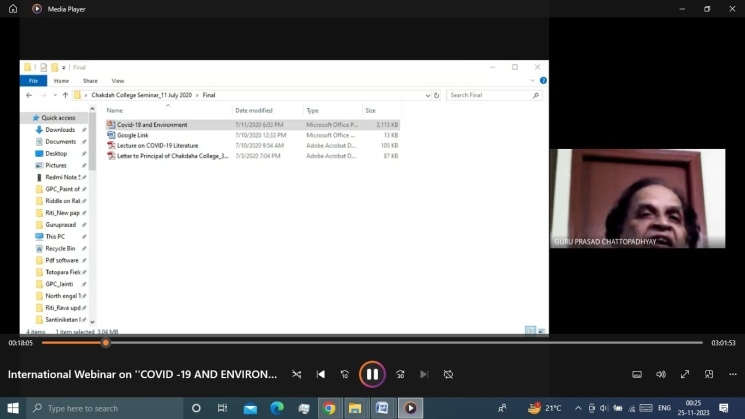 Media Player
Final
File Home Share View
Chakdah College Seminar_11 July 2020 > Final
Search Final
Name Date modified Type Size
Quick access
Downloads
Documents
Desktop
Pictures
Redmi Note
GPC_Paint of
Riddle on Ral
Riti_New pap
Guruprasad
This PC
Recycle Bin
Pdf software
Totopara Fiel
GPC_Jainti
North engal T
Riti_Rava upd
Santiniketan
Covid-19 and Environment 7/11/2020 6:03 PM Microsoft Office P... 3,115 KB
Google Link 7/10/2020 12:33 PM Microsoft Office ... 13 KB
Lecture on COVID-19 Literature 7/10/2020 9:54 AM Adobe Acrobat D... 105 KB
Letter to Principal of Chakdaha College_3... 7/3/2020 7:04 PM Adobe Acrobat D... 87 KB
4 items 1 item selected 3.04 MB
GURU PRASAD CHATTOPADHYAY
00:18:05 03:01:53
International Webinar on "COVID -19 AND ENVIRON...
10 30
Type here to search
21°C
ENG
00:25
25-11-2023